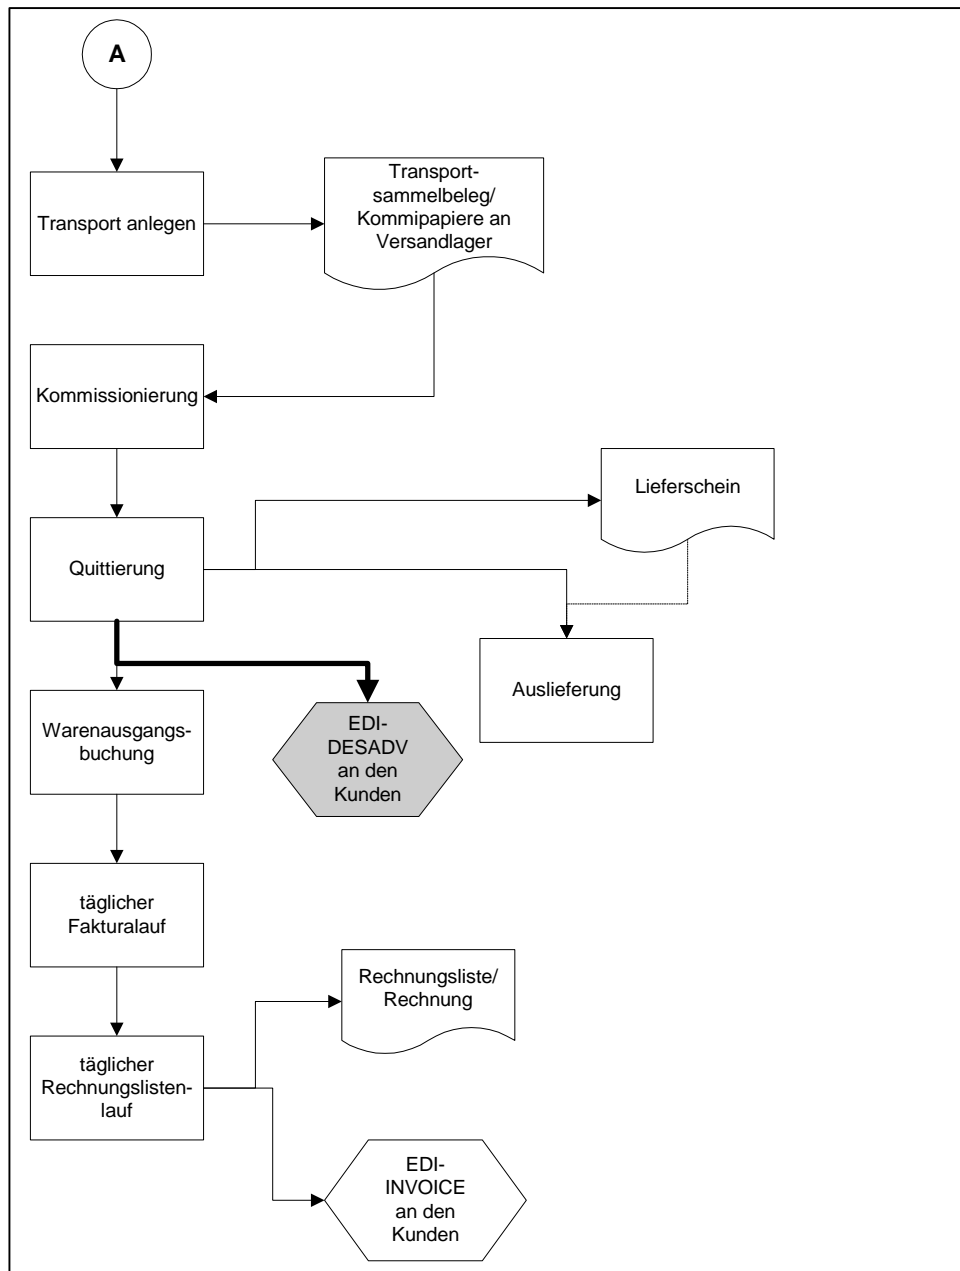 A
Transport anlegen
Transport-
sammelbeleg/
Kommipapiere an
Versandlager
Kommissionierung
Lieferschein
Quittierung
Auslieferung
Warenausgangs-
buchung
EDI-
DESADV
an den
Kunden
täglicher
Fakturalauf
Rechnungsliste/
Rechnung
täglicher
Rechnungslisten-
lauf
EDI-
INVOICE
an den
Kunden